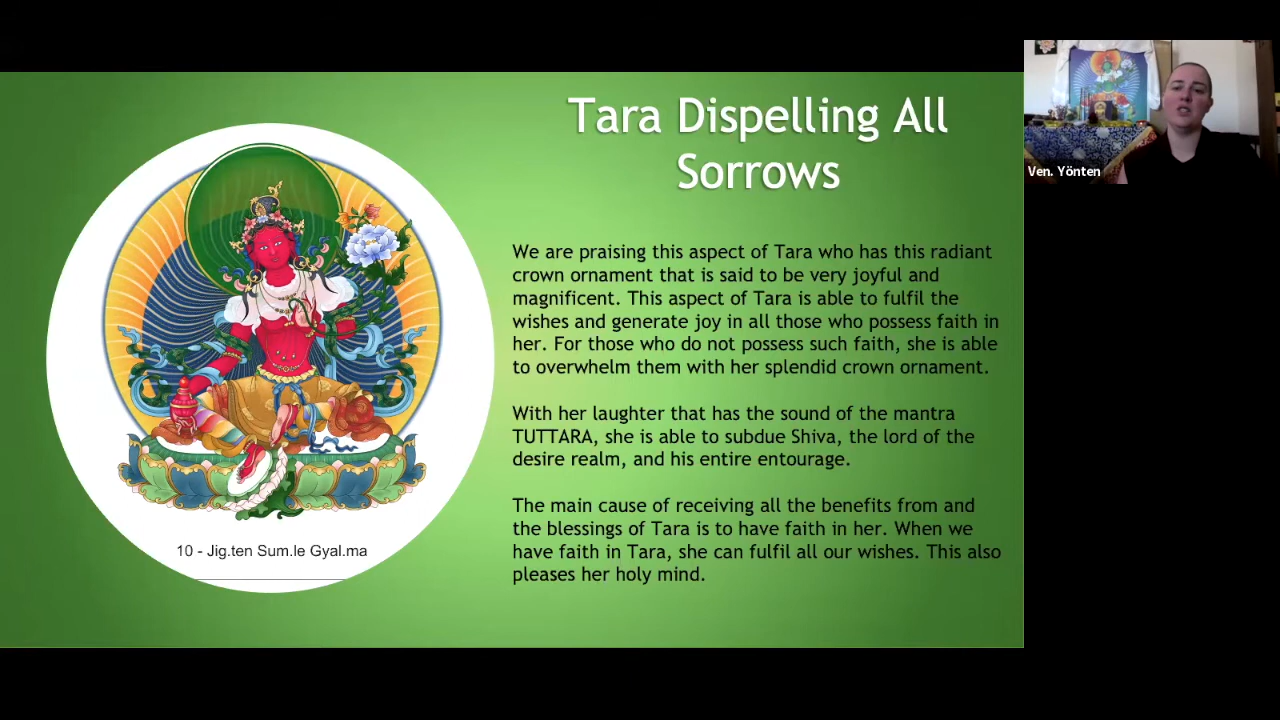 Tara Dispelling All
Sorrows
We are praising this aspect of Tara who has this radiant
crown ornament that is said to be very joyful and
magnificent. This aspect of Tara is able to fulfil the
wishes and generate joy in all those who possess faith in
her. For those who do not possess such faith, she is able
to overwhelm them with her splendid crown ornament.
With her laughter that has the sound of the mantra
TUTTARA, she is able to subdue Shiva, the lord of the
desire realm, and his entire entourage.
The main cause of receiving all the benefits from and
the blessings of Tara is to have faith in her. When we
have faith in Tara, she can fulfil all our wishes. This also
pleases her holy mind.
10 - Jig.ten Sum.le Gyal.ma
Ven. Yönten